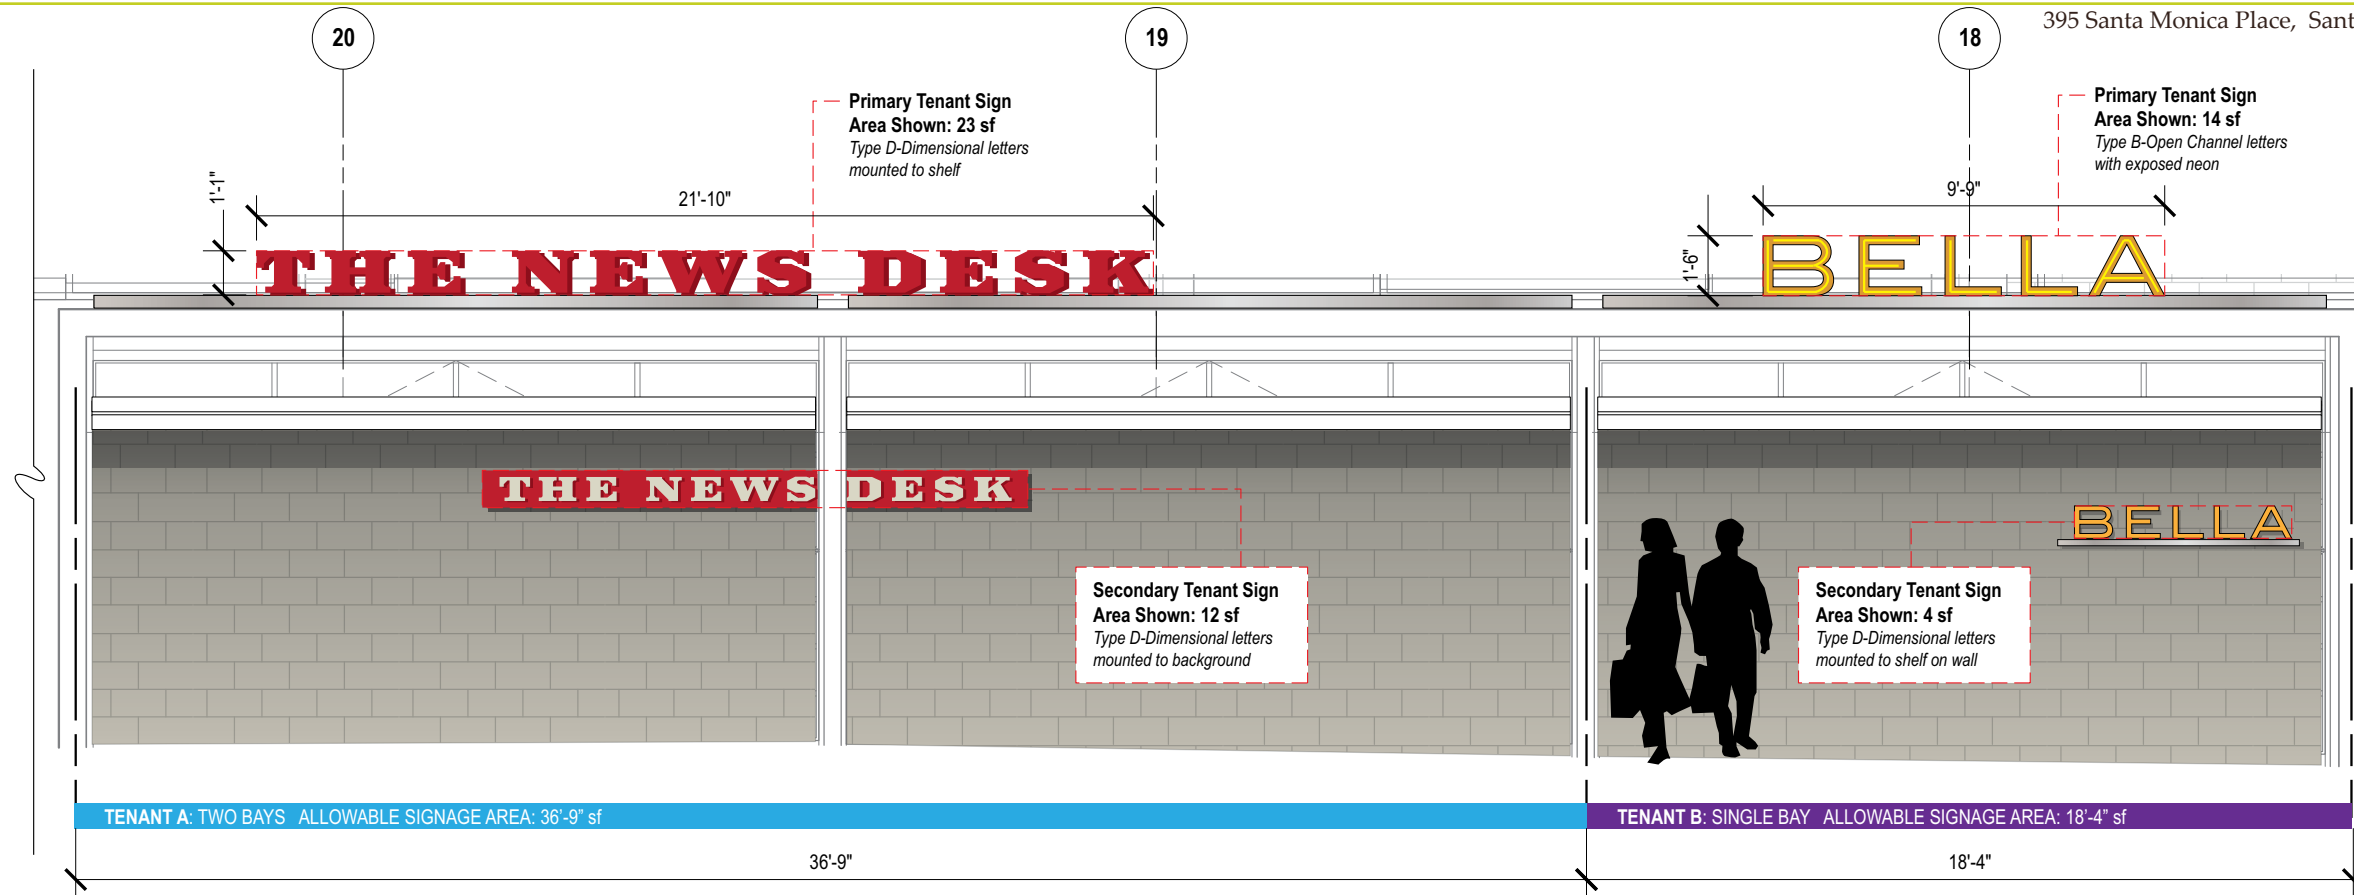 395 Santa Monica Place, Sant
20
19
18
Primary Tenant Sign
Area Shown: 23 sf
Type D-Dimensional letters
mounted to shelf
Primary Tenant Sign
Area Shown: 14 sf
Type B-Open Channel letters
with exposed neon
1'-1"
21'-10"
9'-9"
1'-6"
THE NEWS DESK
BELLA
THE NEWS DESK
BELLA
Secondary Tenant Sign
Area Shown: 12 sf
Type D-Dimensional letters
mounted to background
Secondary Tenant Sign
Area Shown: 4 sf
Type D-Dimensional letters
mounted to shelf on wall
TENANT A: TWO BAYS ALLOWABLE SIGNAGE AREA: 36'-9” sf
TENANT B: SINGLE BAY ALLOWABLE SIGNAGE AREA: 18'-4” sf
36'-9"
18'-4"